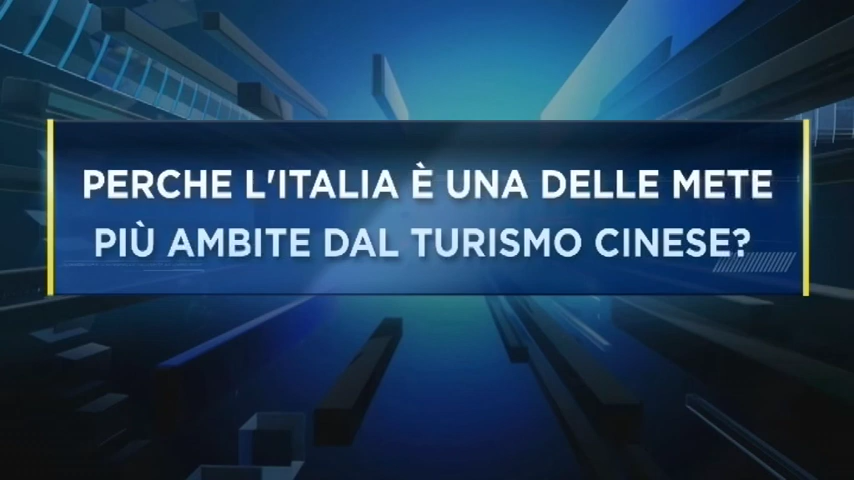 PERCHE L'ITALIA È UNA DELLE METE
PIÙ AMBITE DAL TURISMO CINESE?